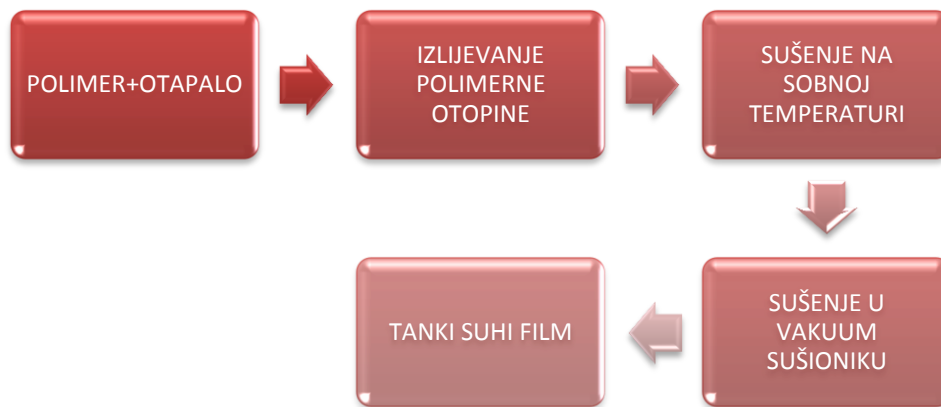 POLIMER+OTAPALO
IZLIJEVANJE
POLIMERNE
OTOPINE
SUŠENJE NA
SOBNOJ
TEMPERATURI
SUŠENJE U
VAKUUM
SUŠIONIKU
TANKI SUHI FILM